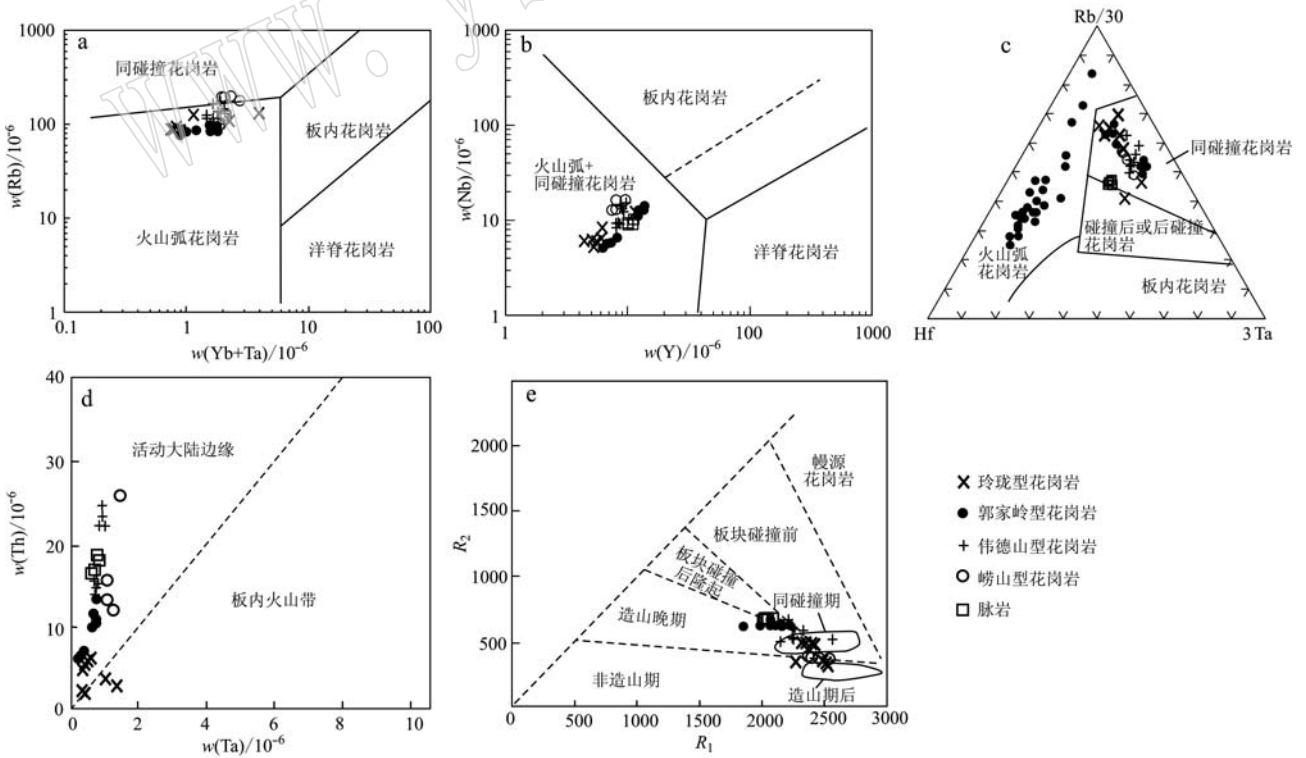 a
1000
100
10
1
w(Rb)/10⁻⁶
同碰撞花岗岩
板内花岗岩
火山弧花岗岩
洋脊花岗岩
0.1
1
10
100
w(Yb+Ta)/10⁻⁶
b
1000
100
10
1
w(Nb)/10⁻⁶
板内花岗岩
火山弧+
同碰撞花岗岩
洋脊花岗岩
1
10
100
1000
w(Y)/10⁻⁶
c
Rb/30
同碰撞花岗岩
碰撞后或后碰撞
花岗岩
火山弧
花岗岩
板内花岗岩
Hf
3Ta
d
40
30
20
10
0
w(Th)/10⁻⁶
活动大陆边缘
板内火山带
0
2
4
6
8
10
w(Ta)/10⁻⁶
e
2000
1500
1000
500
R₂
幔源
花岗岩
板块碰撞前
板块碰撞
后隆起
同碰撞期
造山晚期
非造山期
造山期后
0
500
1000
1500
2000
2500
3000
R₁
玲珑型花岗岩
郭家岭型花岗岩
伟德山型花岗岩
崂山型花岗岩
脉岩
www. y